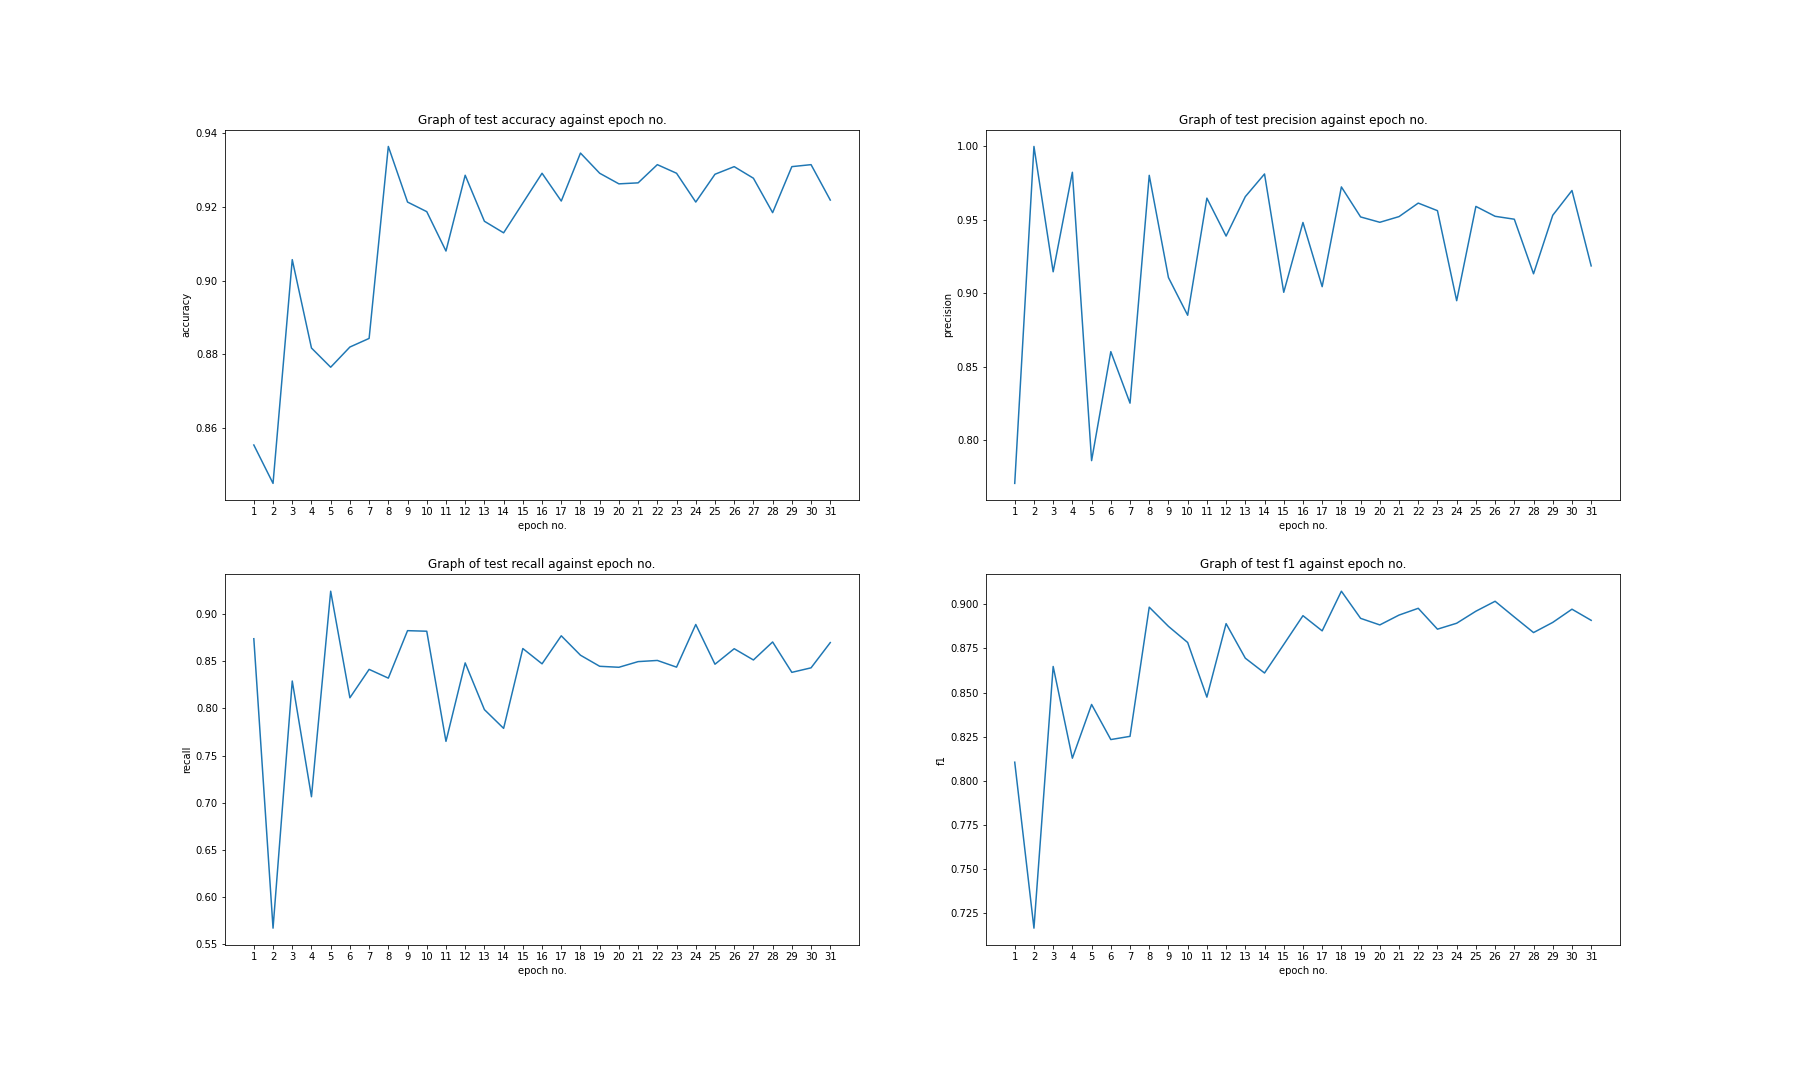 Graph of test accuracy against epoch no.
0.94
0.92
0.90
0.88
0.86
accuracy
1 2 3 4 5 6 7 8 9 10 11 12 13 14 15 16 17 18 19 20 21 22 23 24 25 26 27 28 29 30 31
epoch no.
Graph of test precision against epoch no.
1.00
0.95
0.90
0.85
0.80
precision
1 2 3 4 5 6 7 8 9 10 11 12 13 14 15 16 17 18 19 20 21 22 23 24 25 26 27 28 29 30 31
epoch no.
Graph of test recall against epoch no.
0.90
0.85
0.80
0.75
0.70
0.65
0.60
0.55
recall
1 2 3 4 5 6 7 8 9 10 11 12 13 14 15 16 17 18 19 20 21 22 23 24 25 26 27 28 29 30 31
epoch no.
Graph of test f1 against epoch no.
0.900
0.875
0.850
0.825
0.800
0.775
0.750
0.725
f1
1 2 3 4 5 6 7 8 9 10 11 12 13 14 15 16 17 18 19 20 21 22 23 24 25 26 27 28 29 30 31
epoch no.